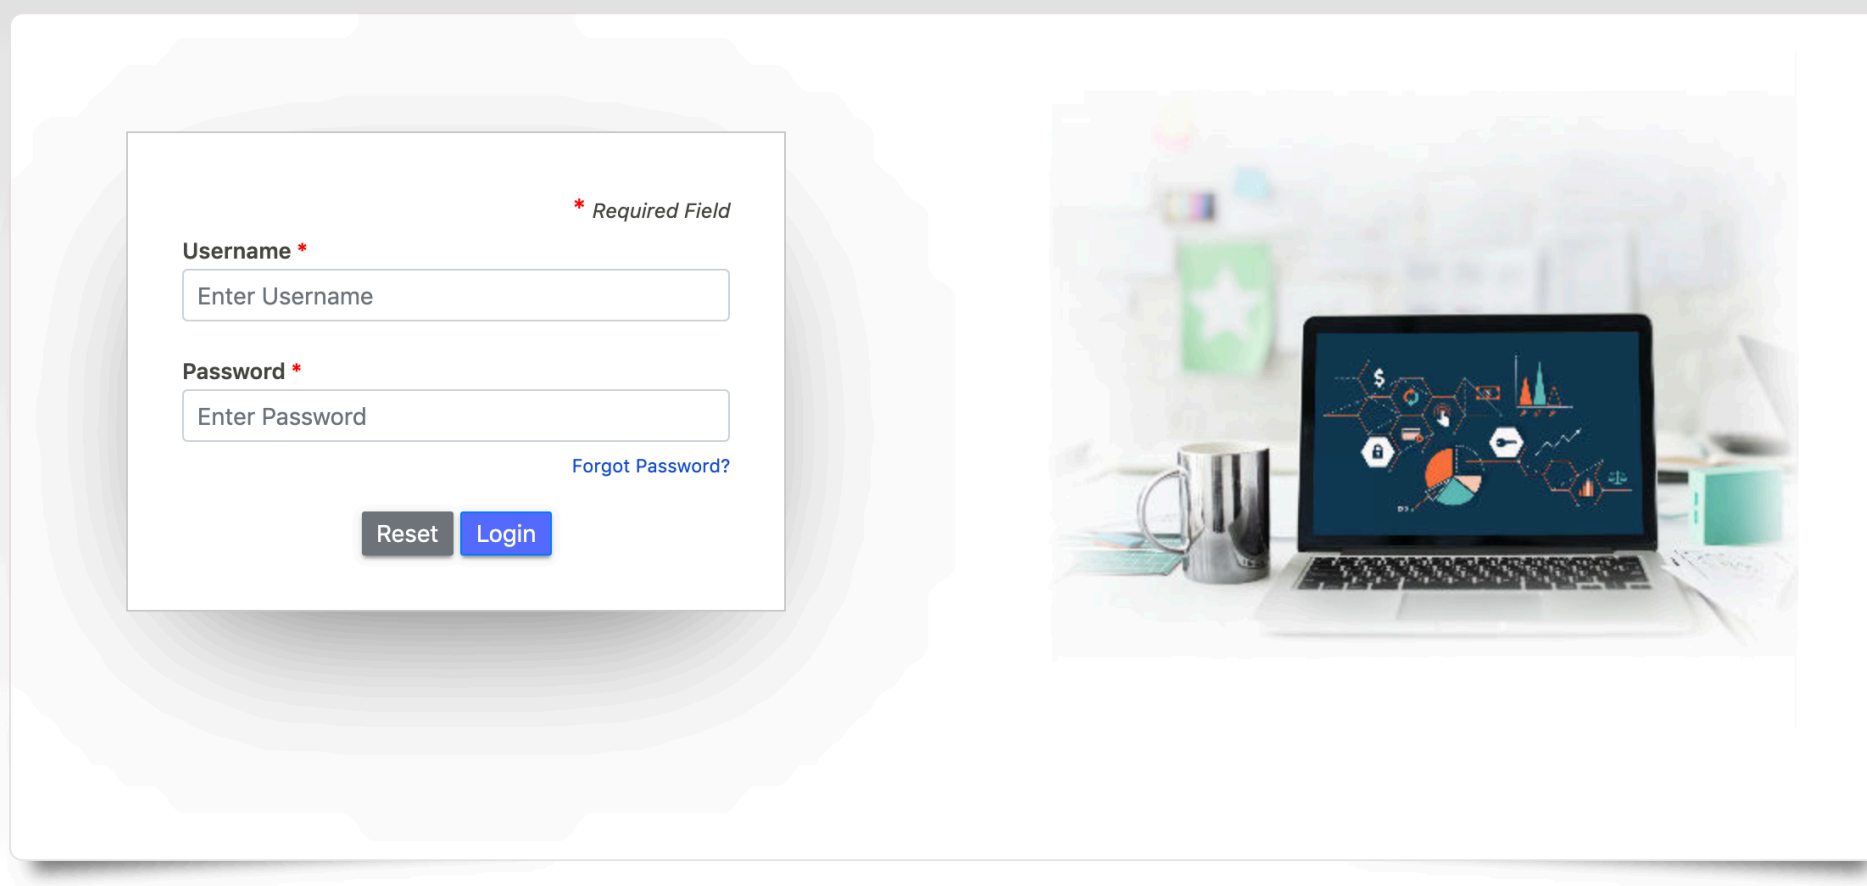 * Required Field
Username *
Enter Username
Password *
Enter Password
Forgot Password?
Reset Login